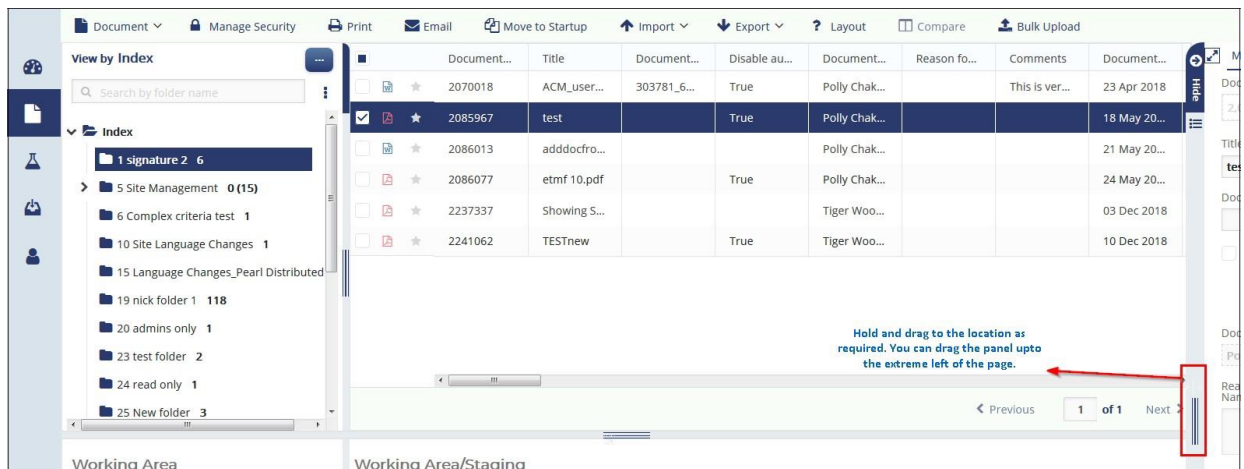 Document Manage Security Print Email Move to Startup Import Export ? Layout Compare Bulk Upload
View by Index ...
Search by folder name
Index
1 signature 2 6
5 Site Management 0 (15)
6 Complex criteria test 1
10 Site Language Changes 1
15 Language Changes_Pearl Distributed
19 nick folder 1 118
20 admins only 1
23 test folder 2
24 read only 1
25 New folder 3
Document... Title Document... Disable au... Document... Reason fo... Comments Document...
2070018 ACM_user... 303781_6... True Polly Chak... This is ver... 23 Apr 2018
2085967 test True Polly Chak... 18 May 20...
2086013 adddocfro... Polly Chak... 21 May 20...
2086077 etmf 10.pdf True Polly Chak... 24 May 20...
2237337 Showing S... Tiger Woo... 03 Dec 2018
2241062 TESTnew True Tiger Woo... 10 Dec 2018
Hold and drag to the location as
required. You can drag the panel upto
the extreme left of the page.
Previous 1 of 1 Next
Hide
Working Area
Working Area/Staging